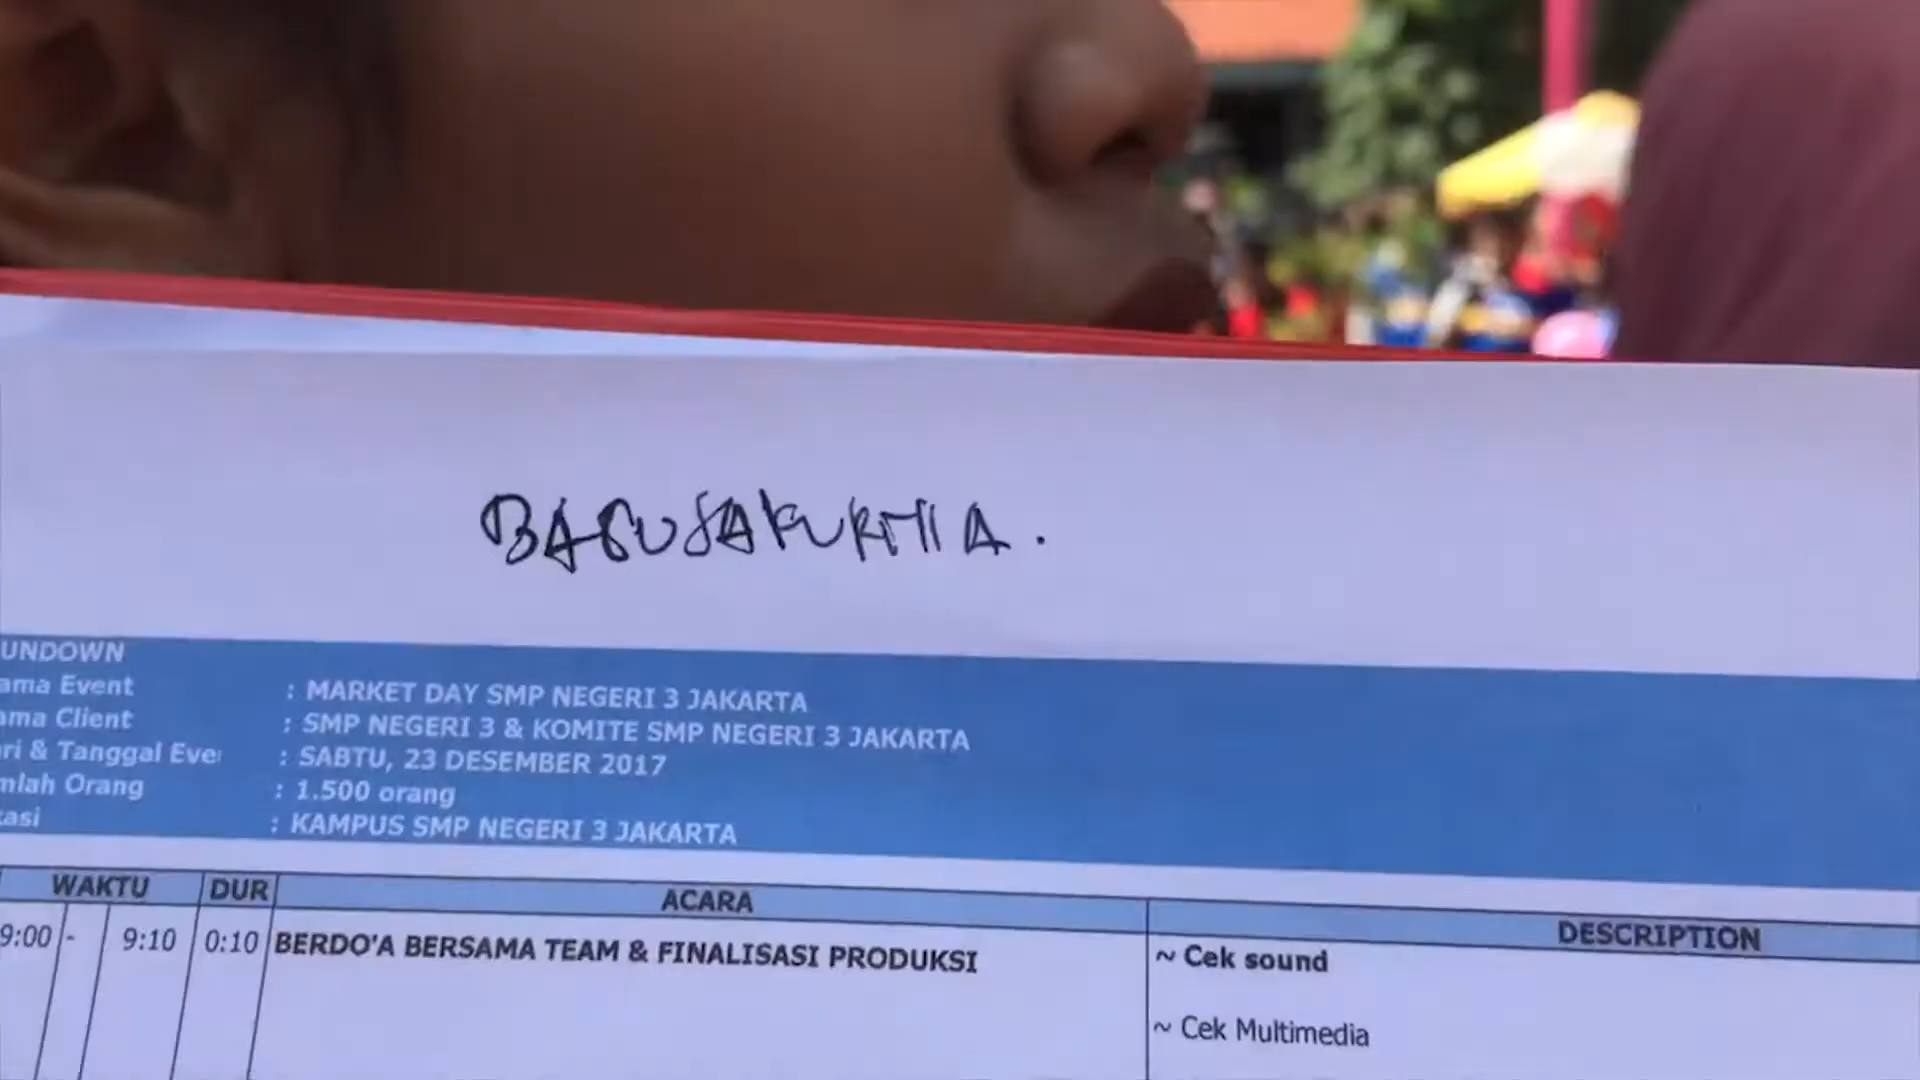 BAGUSAKURNIA.
UNDOWN
ama Event : MARKET DAY SMP NEGERI 3 JAKARTA
ama Client : SMP NEGERI 3 & KOMITE SMP NEGERI 3 JAKARTA
ri & Tanggal Eve : SABTU, 23 DESEMBER 2017
mlah Orang : 1.500 orang
asi : KAMPUS SMP NEGERI 3 JAKARTA
WAKTU DUR ACARA DESCRIPTION
9:00 - 9:10 0:10 BERDO'A BERSAMA TEAM & FINALISASI PRODUKSI ~ Cek sound
~ Cek Multimedia